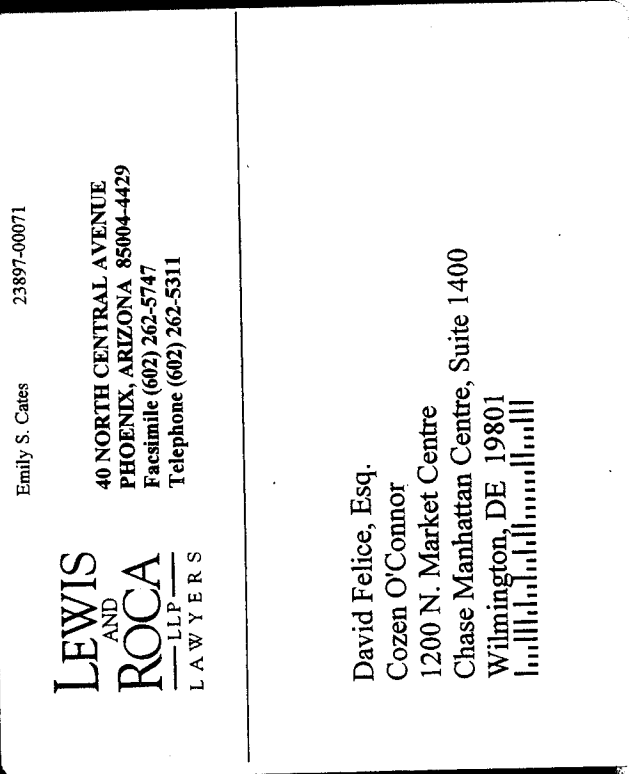 Emily S. Cates 23897-00071
LEWIS
AND
ROCA
LLP
LAWYERS
40 NORTH CENTRAL AVENUE
PHOENIX, ARIZONA 85004-4429
Facsimile (602) 262-5747
Telephone (602) 262-5311
David Felice, Esq.
Cozen O'Connor
1200 N. Market Centre
Chase Manhattan Centre, Suite 1400
Wilmington, DE 19801